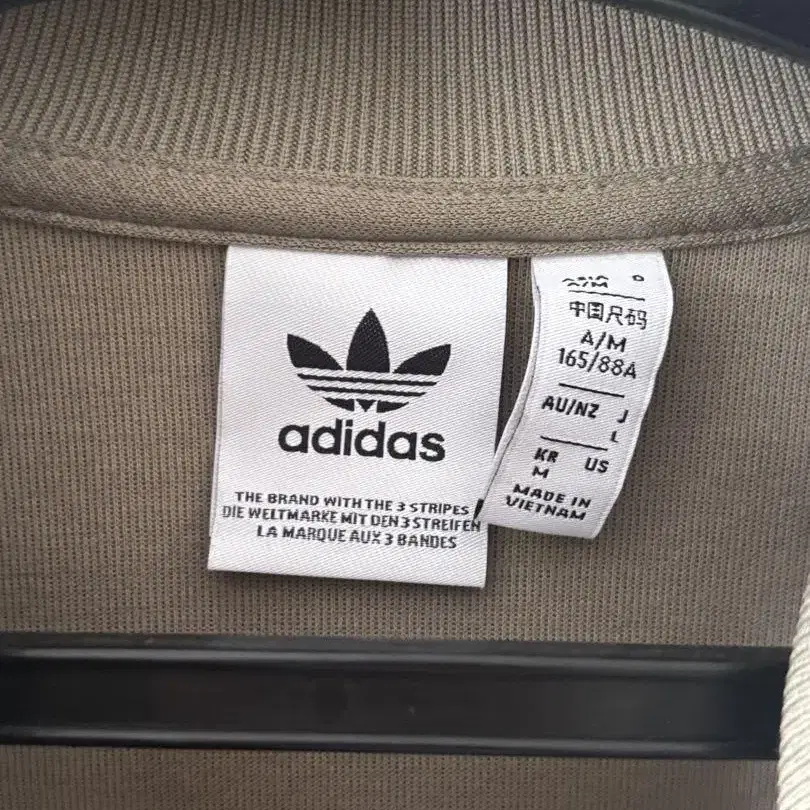 adidas
THE BRAND WITH THE 3 STRIPES
DIE WELTMARKE MIT DEN 3 STREIFEN
LA MARQUE AUX 3 BANDES
A/M
中国尺码
A/M
165/88A
AU/NZ J
L
KR US
M
MADE IN
VIETNAM